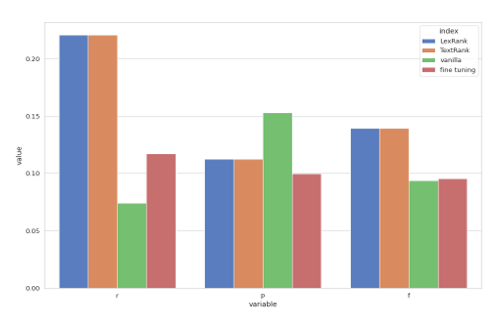 index
LexRank
TextRank
vanilla
fine tuning
value
0.20
0.15
0.10
0.05
0.00
r
p
f
variable